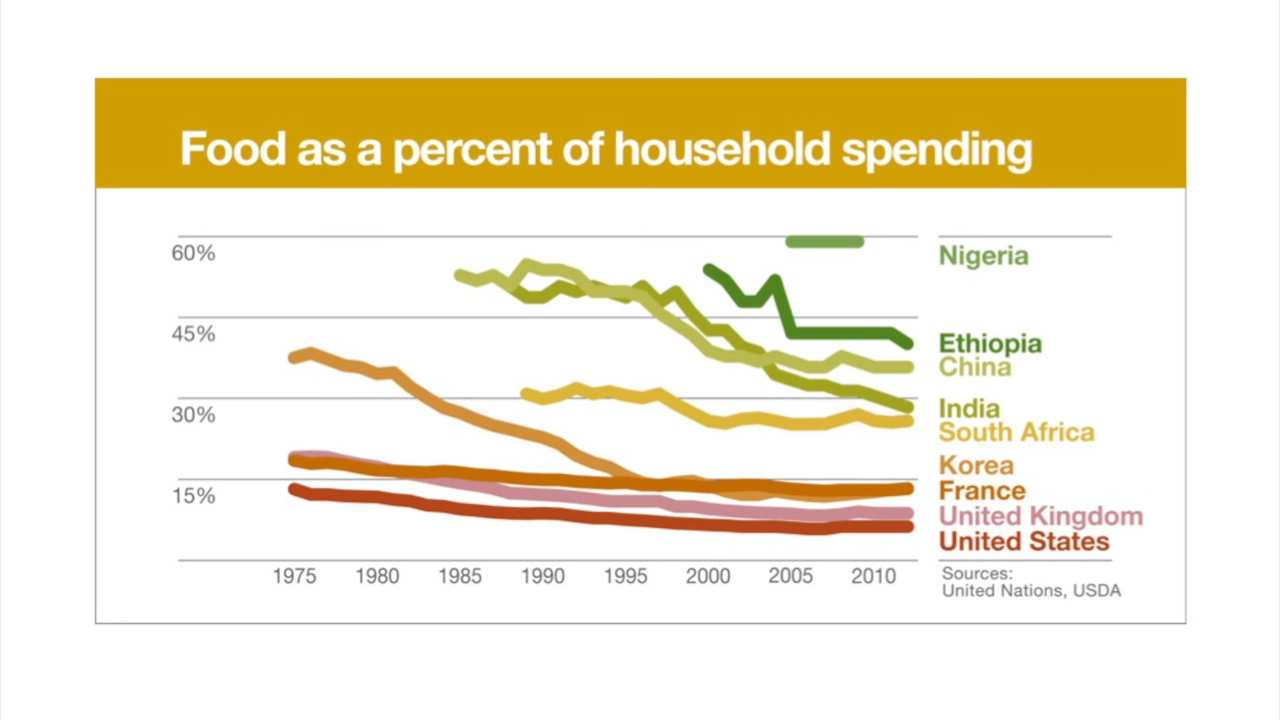 Food as a percent of household spending
60%
45%
30%
15%
1975 1980 1985 1990 1995 2000 2005 2010
Nigeria
Ethiopia
China
India
South Africa
Korea
France
United Kingdom
United States
Sources:
United Nations, USDA